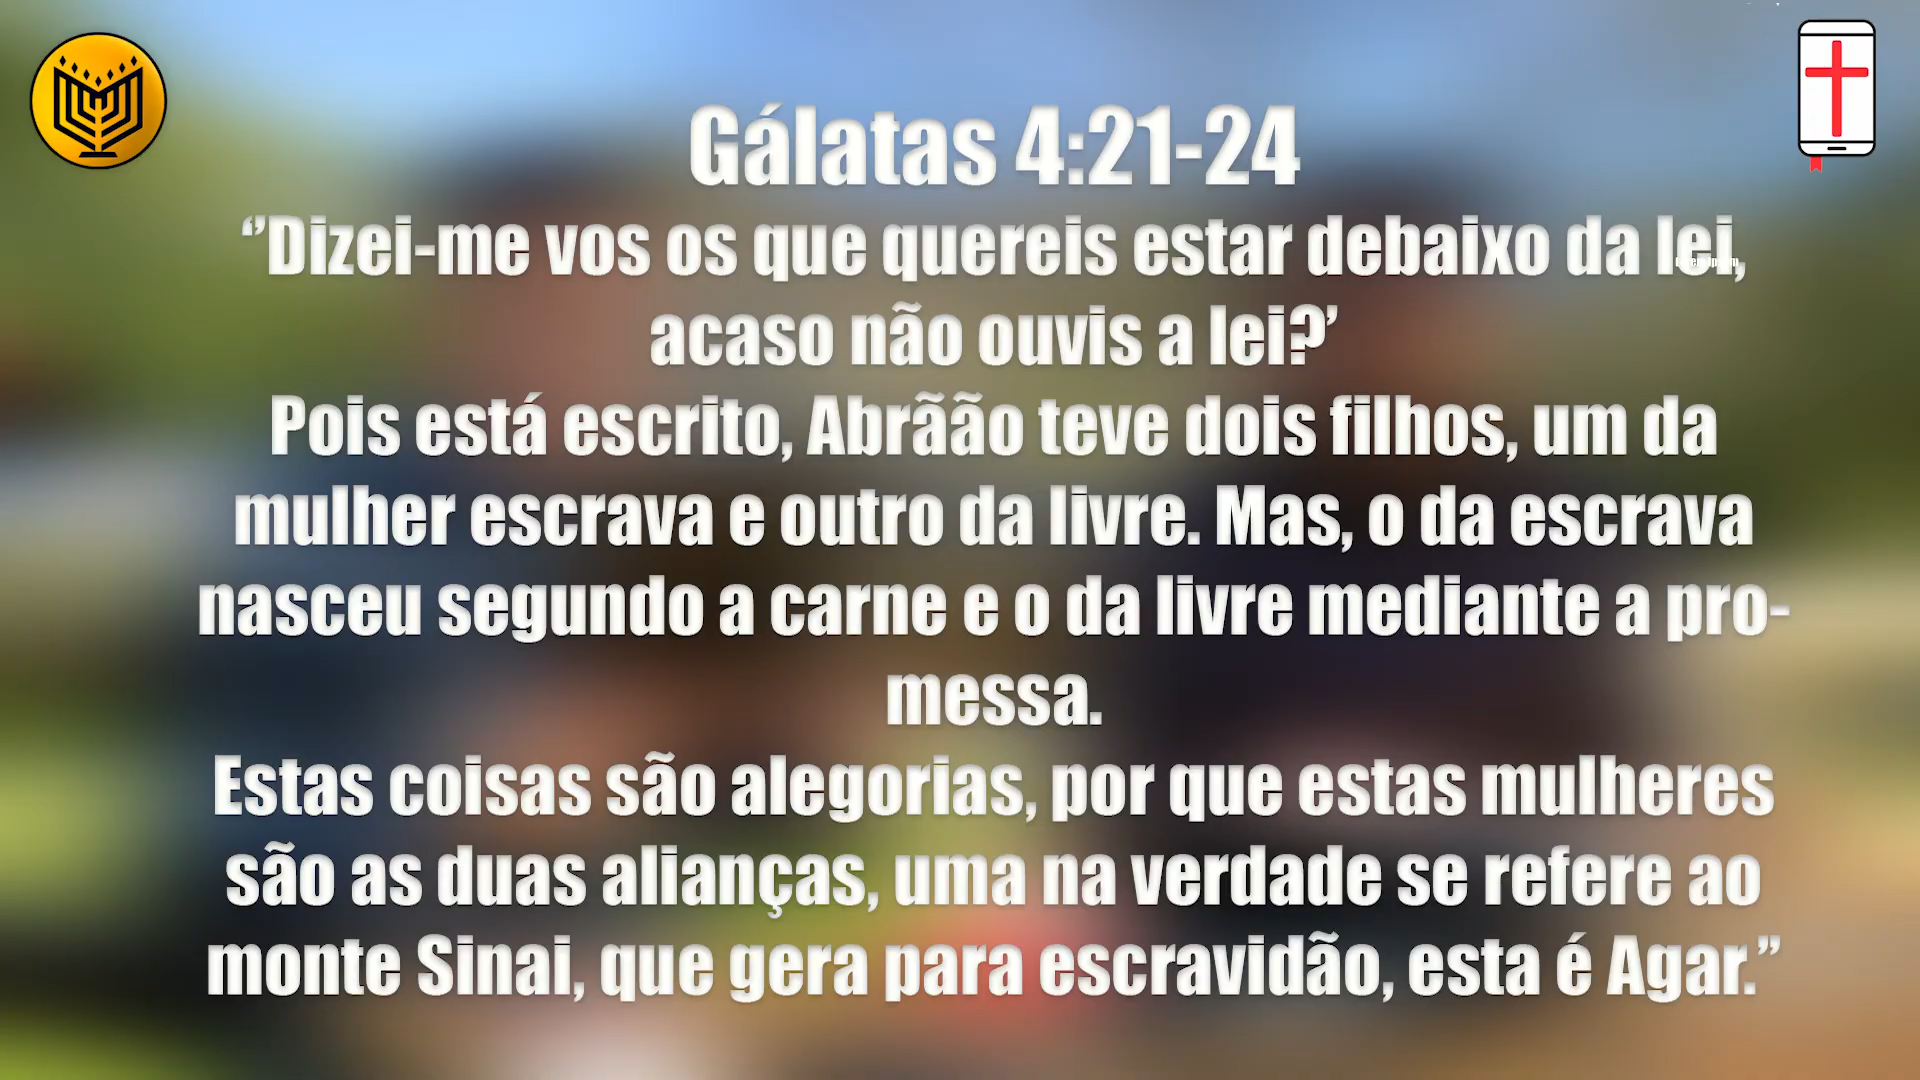 Gálatas 4:21-24
“Dizei-me vos os que quereis estar debaixo da lei,
acaso não ouvis a lei?’
Pois está escrito, Abrããão teve dois filhos, um da
mulher escrava e outro da livre. Mas, o da escrava
nasceu segundo a carne e o da livre mediante a pro-
messa.
Estas coisas são alegorias, por que estas mulheres
são as duas alianças, uma na verdade se refere ao
monte Sinai, que gera para escravidão, esta é Agar.”